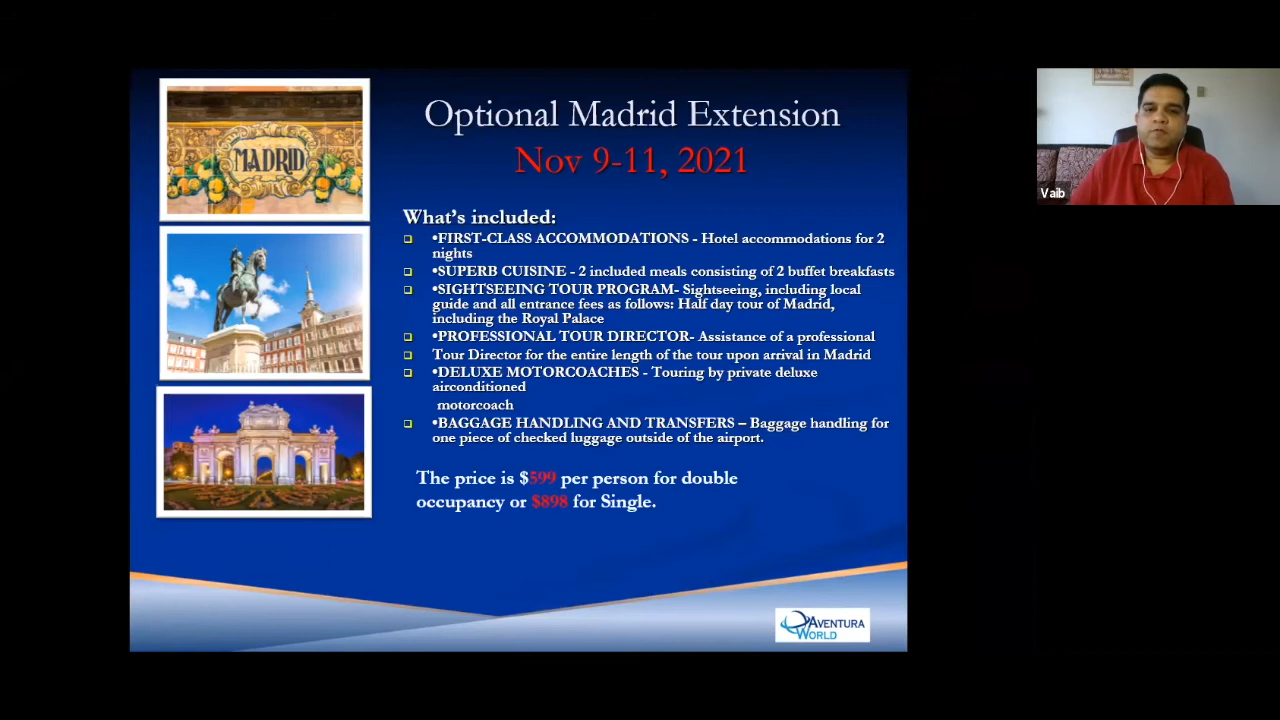 MADRID
Optional Madrid Extension
Nov 9-11, 2021
What's included:
•FIRST-CLASS ACCOMMODATIONS - Hotel accommodations for 2
nights
•SUPERB CUISINE - 2 included meals consisting of 2 buffet breakfasts
•SIGHTSEEING TOUR PROGRAM- Sightseeing, including local
guide and all entrance fees as follows: Half day tour of Madrid,
including the Royal Palace
•PROFESSIONAL TOUR DIRECTOR- Assistance of a professional
Tour Director for the entire length of the tour upon arrival in Madrid
•DELUXE MOTORCOACHES - Touring by private deluxe
airconditioned
motorcoach
•BAGGAGE HANDLING AND TRANSFERS – Baggage handling for
one piece of checked luggage outside of the airport.
The price is $599 per person for double
occupancy or $898 for Single.
AVENTURA
WORLD
Vaib